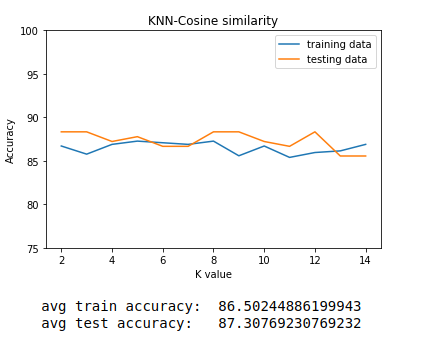 KNN-Cosine similarity
training data
testing data
100
95
90
85
80
75
Accuracy
2 4 6 8 10 12 14
K value
avg train accuracy: 86.50244886199943
avg test accuracy: 87.30769230769232